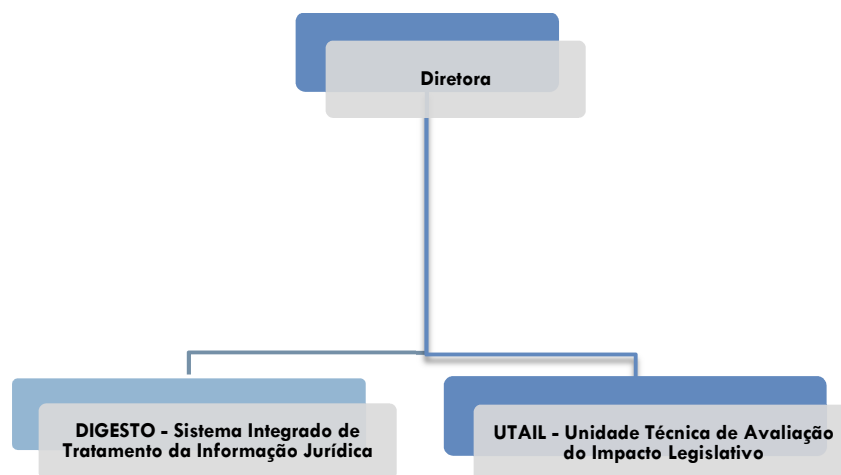 Diretora
DIGESTO - Sistema Integrado de
Tratamento da Informação Jurídica
UTAIL - Unidade Técnica de Avaliação
do Impacto Legislativo